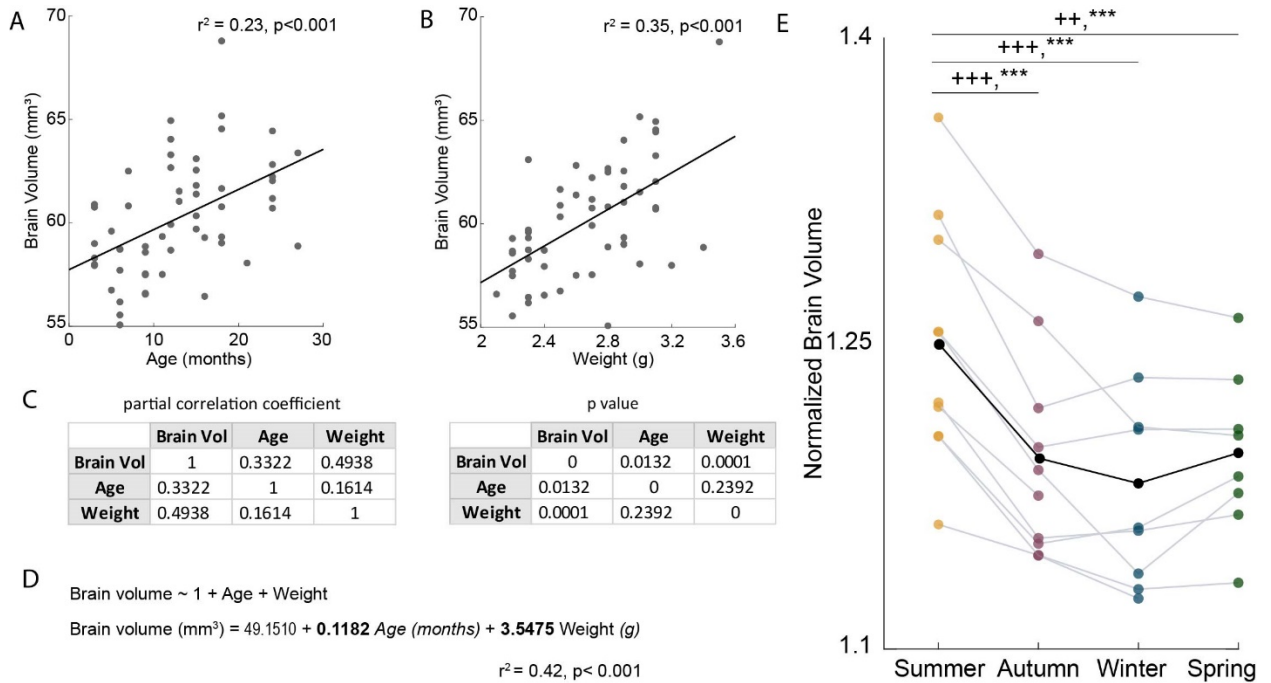 A
r² = 0.23, p<0.001
Brain Volume (mm³)
70
65
60
55
0
10
20
30
Age (months)
B
r² = 0.35, p<0.001
Brain Volume (mm³)
70
65
60
55
2
2.4
2.8
3.2
3.6
Weight (g)
C
partial correlation coefficient
Brain Vol Age Weight
Brain Vol 1 0.3322 0.4938
Age 0.3322 1 0.1614
Weight 0.4938 0.1614 1
p value
Brain Vol Age Weight
Brain Vol 0 0.0132 0.0001
Age 0.0132 0 0.2392
Weight 0.0001 0.2392 0
D
Brain volume ~ 1 + Age + Weight
Brain volume (mm³) = 49.1510 + 0.1182 Age (months) + 3.5475 Weight (g)
r² = 0.42, p< 0.001
E
++,***
+++,***
+++,***
Normalized Brain Volume
1.4
1.25
1.1
Summer Autumn Winter Spring